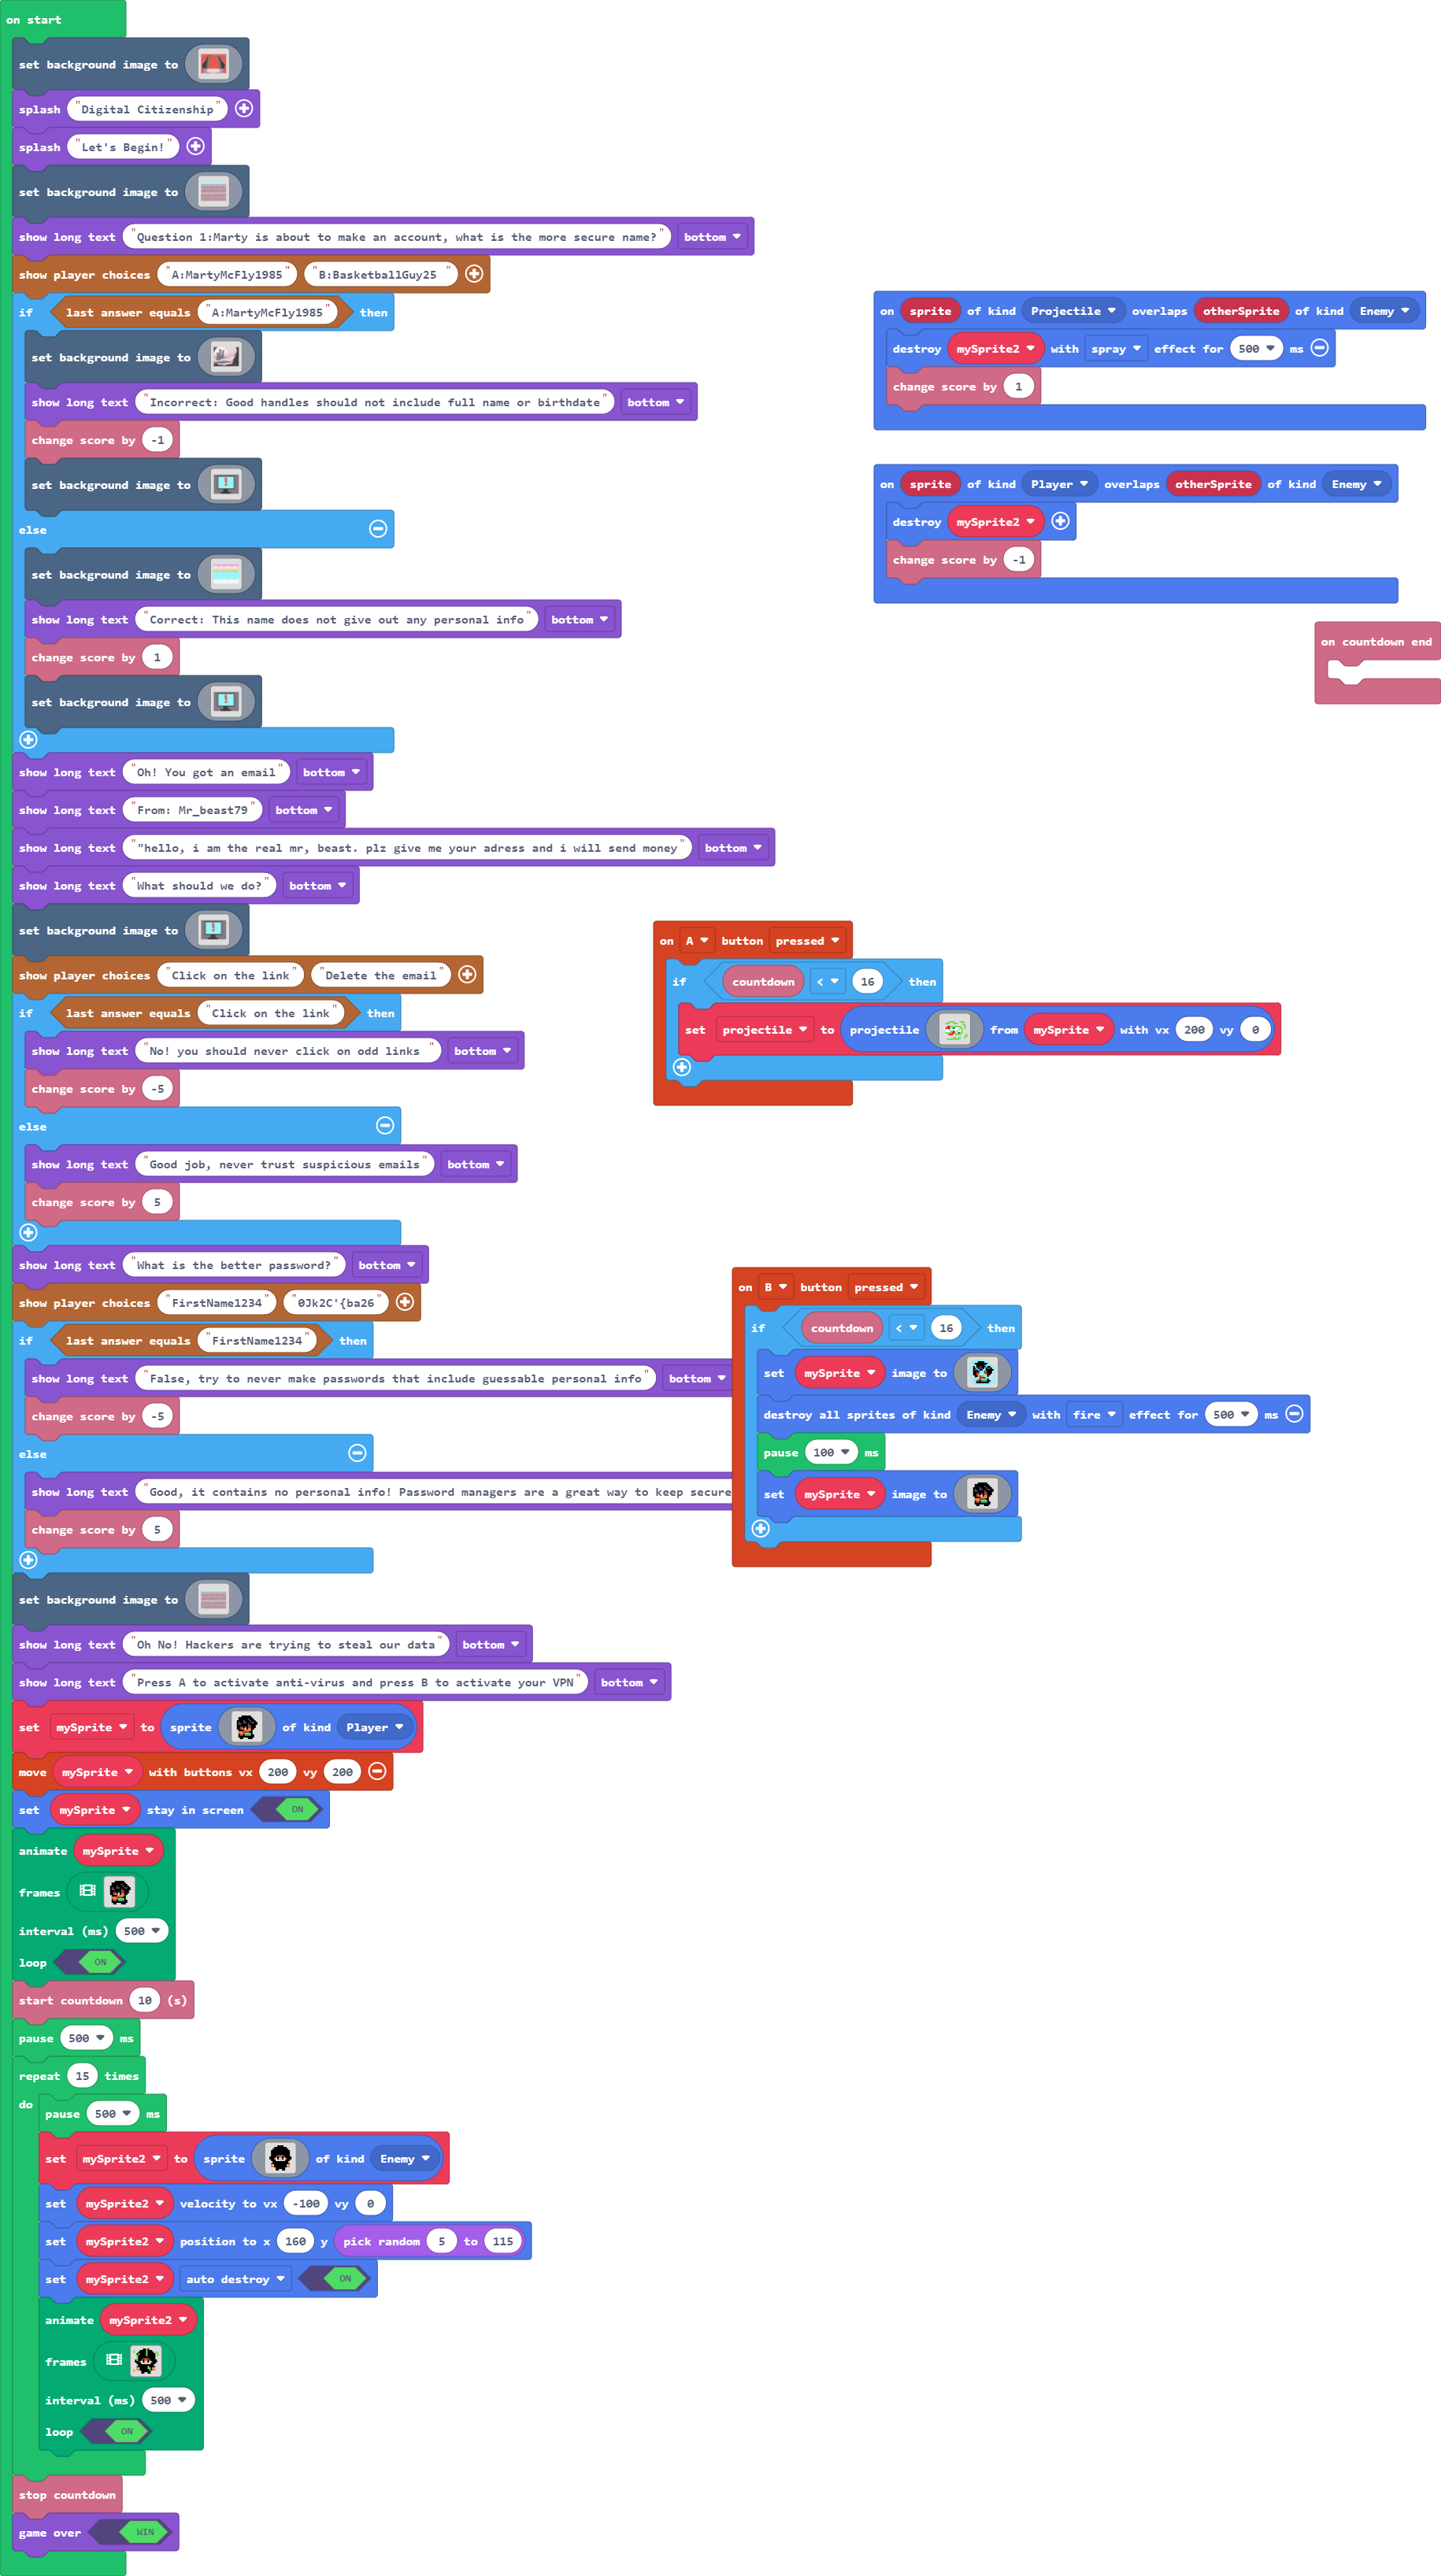 on start
set background image to
splash "Digital Citizenship"
splash "Let's Begin!"
set background image to
show long text "Question 1:Marty is about to make an account, what is the more secure name?" bottom
show player choices "A:MartyMcFly1985" "B:BasketballGuy25 "
if last answer equals "A:MartyMcFly1985" then
set background image to
show long text "Incorrect: Good handles should not include full name or birthdate" bottom
change score by -1
set background image to
else
set background image to
show long text "Correct: This name does not give out any personal info" bottom
change score by 1
set background image to
show long text "Oh! You got an email" bottom
show long text "From: Mr_beast79" bottom
show long text ""hello, i am the real mr, beast. plz give me your adress and i will send money" bottom
show long text "What should we do?" bottom
set background image to
show player choices "Click on the link" "Delete the email"
if last answer equals "Click on the link" then
show long text "No! you should never click on odd links " bottom
change score by -5
else
show long text "Good job, never trust suspicious emails" bottom
change score by 5
show long text "What is the better password?" bottom
show player choices "FirstName1234" "0Jk2C'{ba26"
if last answer equals "FirstName1234" then
show long text "False, try to never make passwords that include guessable personal info" bottom
change score by -5
else
show long text "Good, it contains no personal info! Password managers are a great way to keep secure
change score by 5
set background image to
show long text "Oh No! Hackers are trying to steal our data" bottom
show long text "Press A to activate anti-virus and press B to activate your VPN" bottom
set mySprite to sprite of kind Player
move mySprite with buttons vx 200 vy 200
set mySprite stay in screen ON
animate mySprite
frames
interval (ms) 500
loop ON
start countdown 10 (s)
pause 500 ms
repeat 15 times
do
pause 500 ms
set mySprite2 to sprite of kind Enemy
set mySprite2 velocity to vx -100 vy 0
set mySprite2 position to x 160 y pick random 5 to 115
set mySprite2 auto destroy ON
animate mySprite2
frames
interval (ms) 500
loop ON
stop countdown
game over WIN
on sprite of kind Projectile overlaps otherSprite of kind Enemy
destroy mySprite2 with spray effect for 500 ms
change score by 1
on sprite of kind Player overlaps otherSprite of kind Enemy
destroy mySprite2
change score by -1
on countdown end
on A button pressed
if countdown < 16 then
set projectile to projectile from mySprite with vx 200 vy 0
on B button pressed
if countdown < 16 then
set mySprite image to
destroy all sprites of kind Enemy with fire effect for 500 ms
pause 100 ms
set mySprite image to